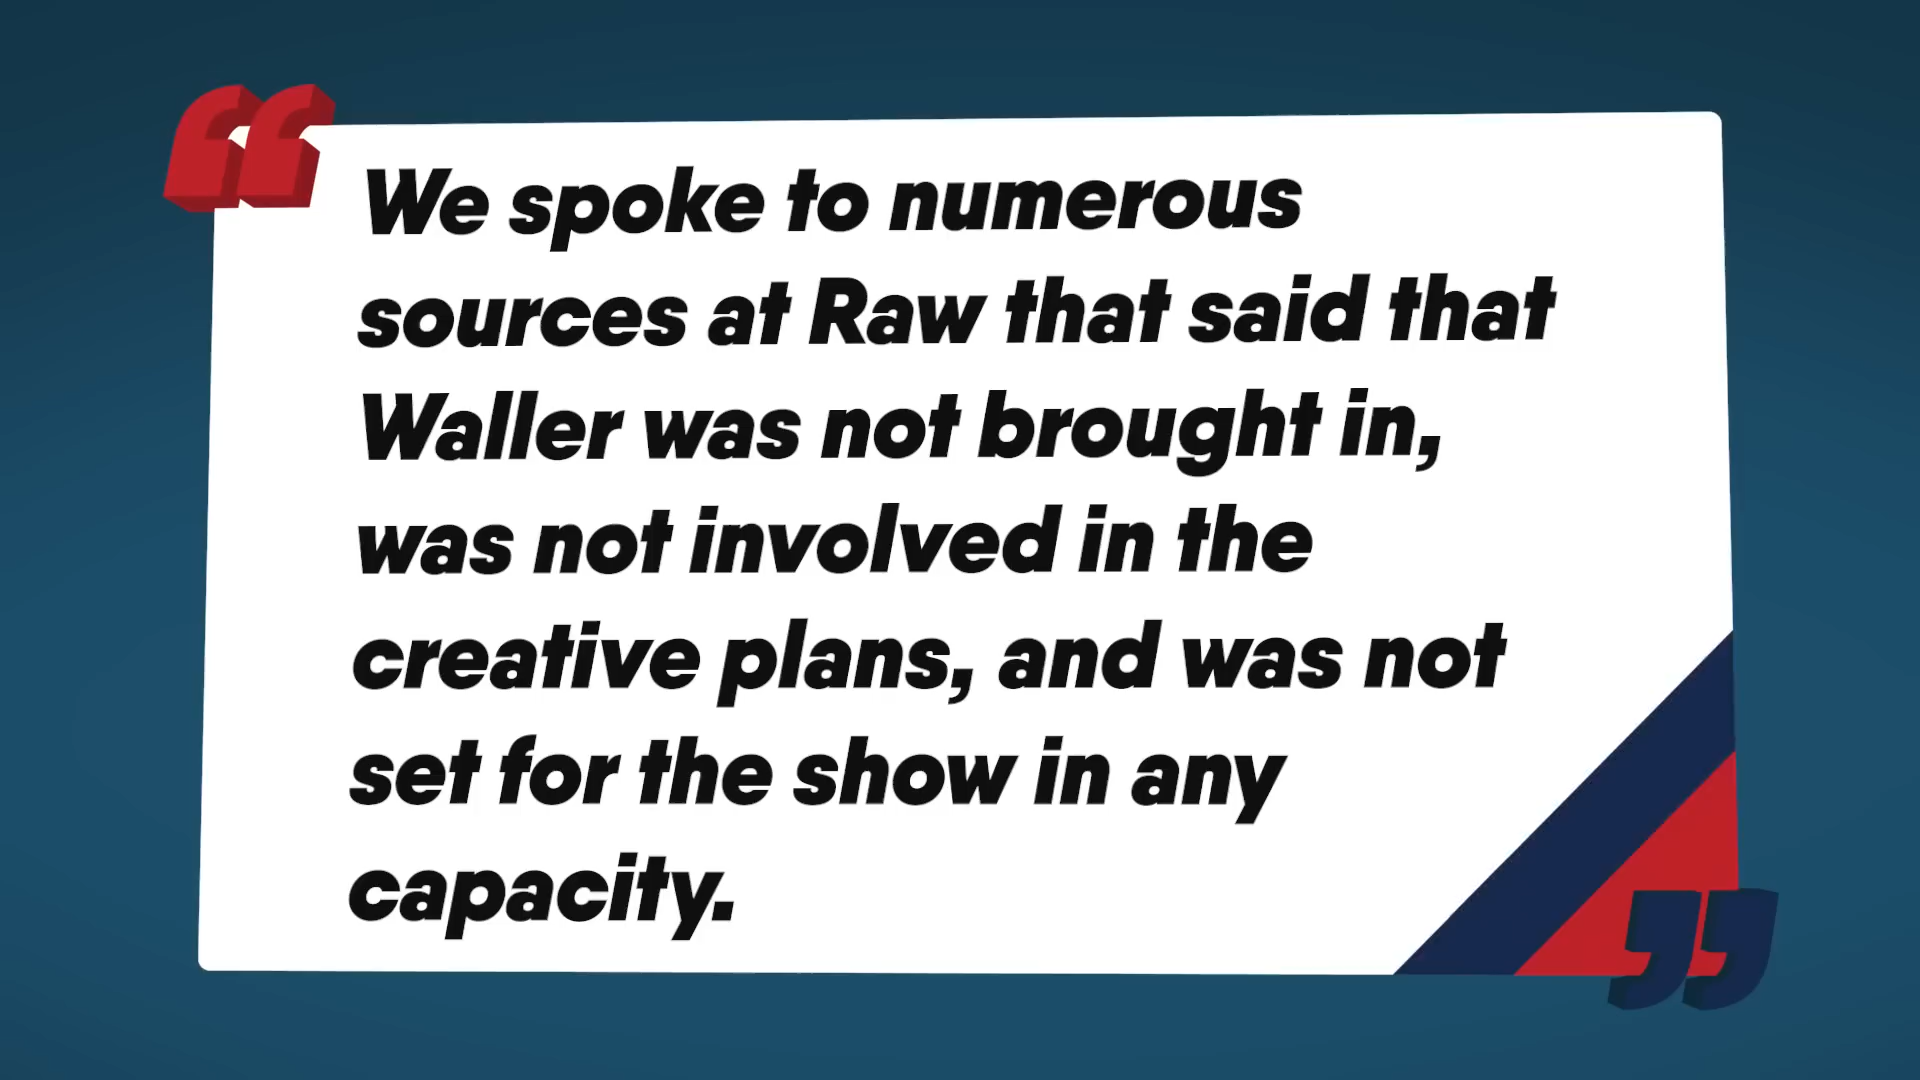 We spoke to numerous
sources at Raw that said that
Waller was not brought in,
was not involved in the
creative plans, and was not
set for the show in any
capacity.